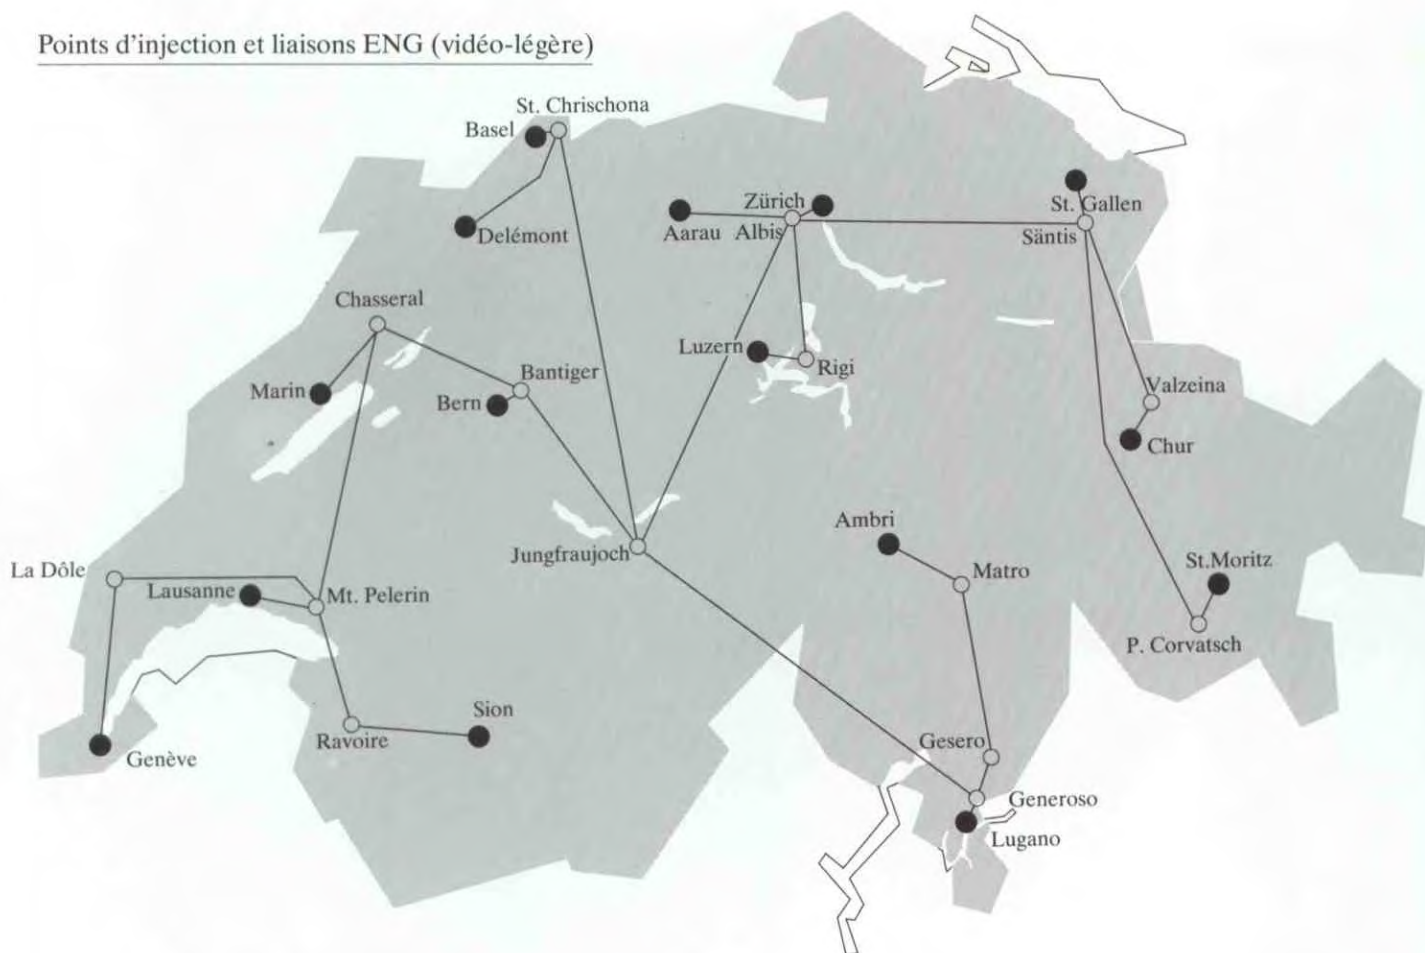 Points d'injection et liaisons ENG (vidéo-légère)
St. Chrischona
Basel
Delémont
Zürich
Aarau
Albis
St. Gallen
Säntis
Chasseral
Luzern
Rigi
Marin
Bantiger
Bern
Valzeina
Chur
Ambri
Jungfraujoch
Matro
St.Moritz
La Dôle
Lausanne
Mt. Pelerin
P. Corvatsch
Sion
Ravoire
Genève
Gesero
Generoso
Lugano